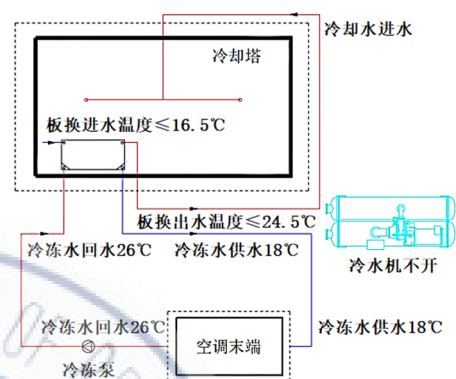 冷却水进水
冷却塔
板换进水温度≤16.5℃
板换出水温度≤24.5℃
冷冻水回水26℃
冷冻水供水18℃
冷水机不开
冷冻水回水26℃
空调末端
冷冻水供水18℃
冷冻泵